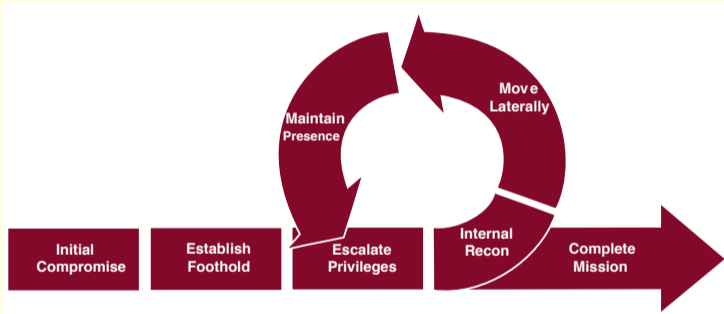 Move
Laterally
Maintain
Presence
Initial
Compromise
Establish
Foothold
Escalate
Privileges
Internal
Recon
Complete
Mission